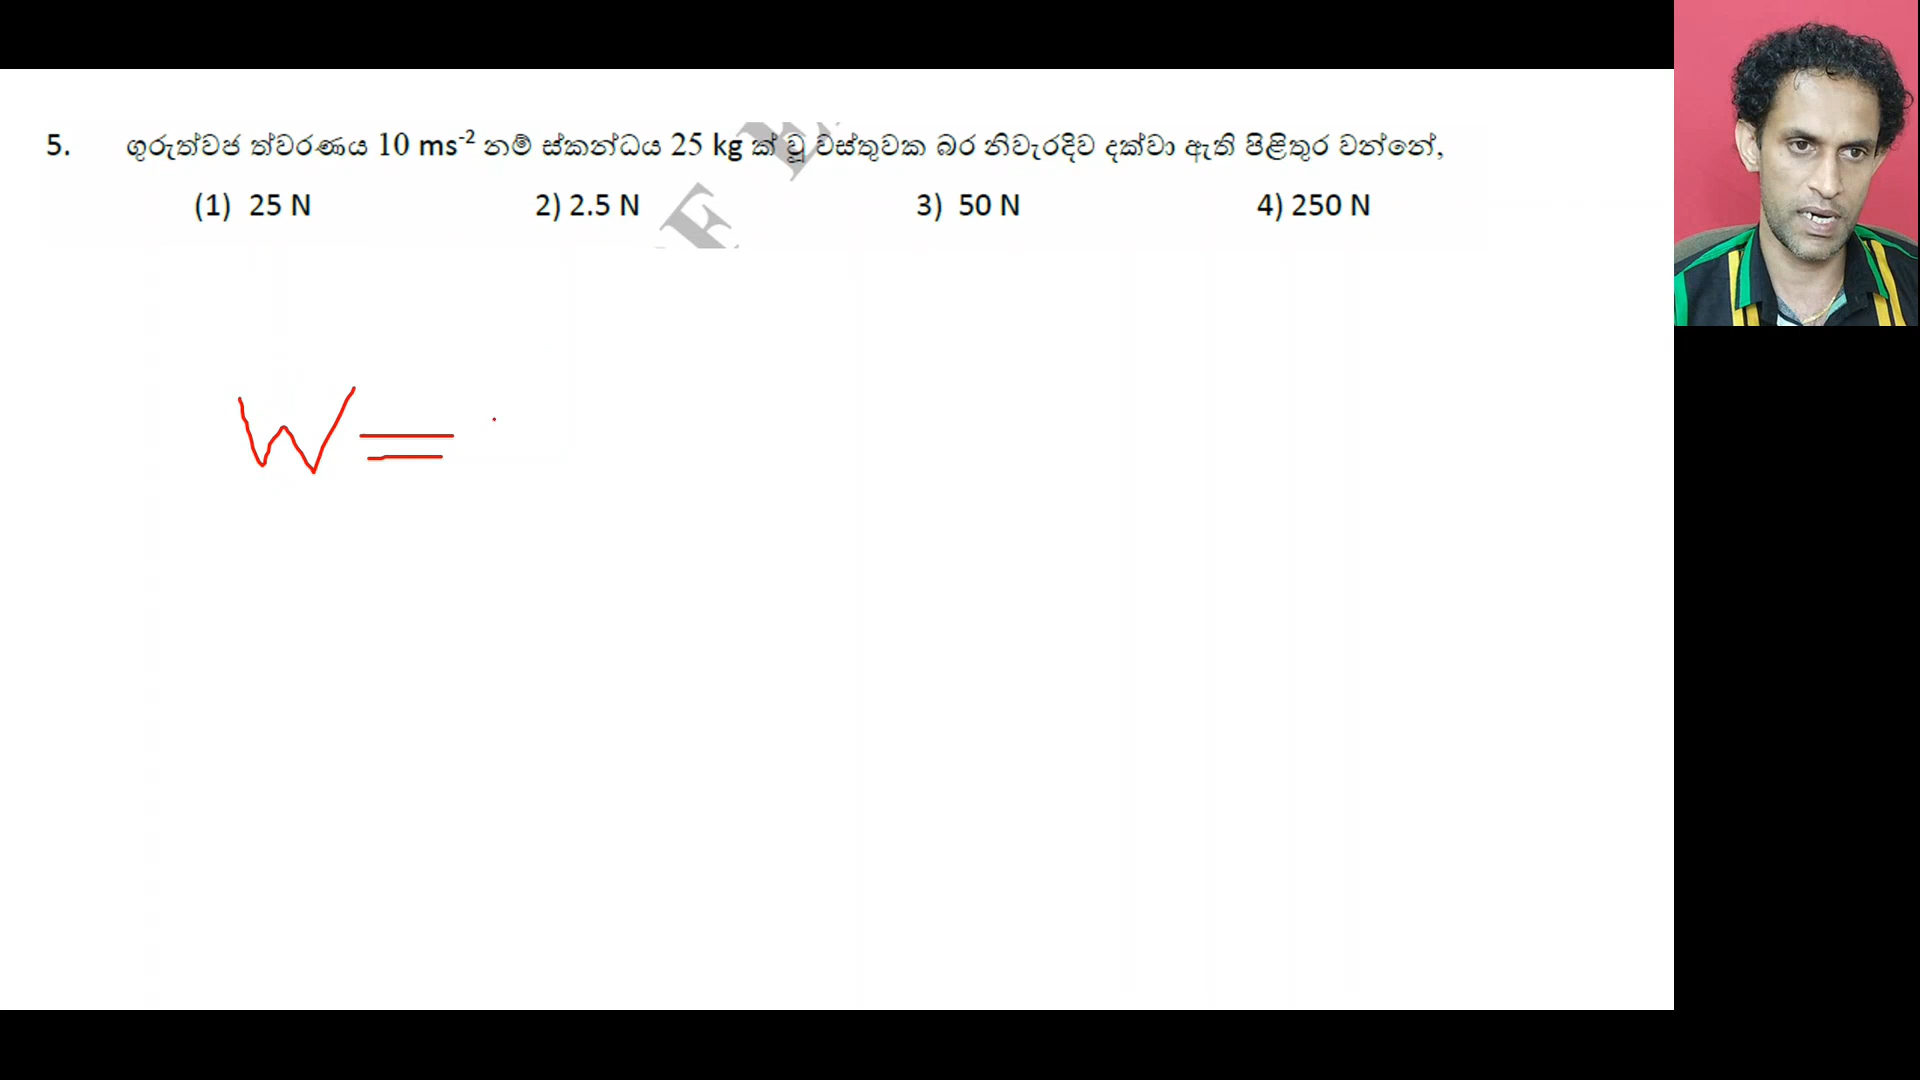 5. ගුරුත්වජ ත්වරණය 10 ms⁻² නම් ස්කන්ධය 25 kg ක් වූ වස්තුවක බර නිවැරදිව දක්වා ඇති පිළිතුර වන්නේ,
(1) 25 N 2) 2.5 N 3) 50 N 4) 250 N
W =